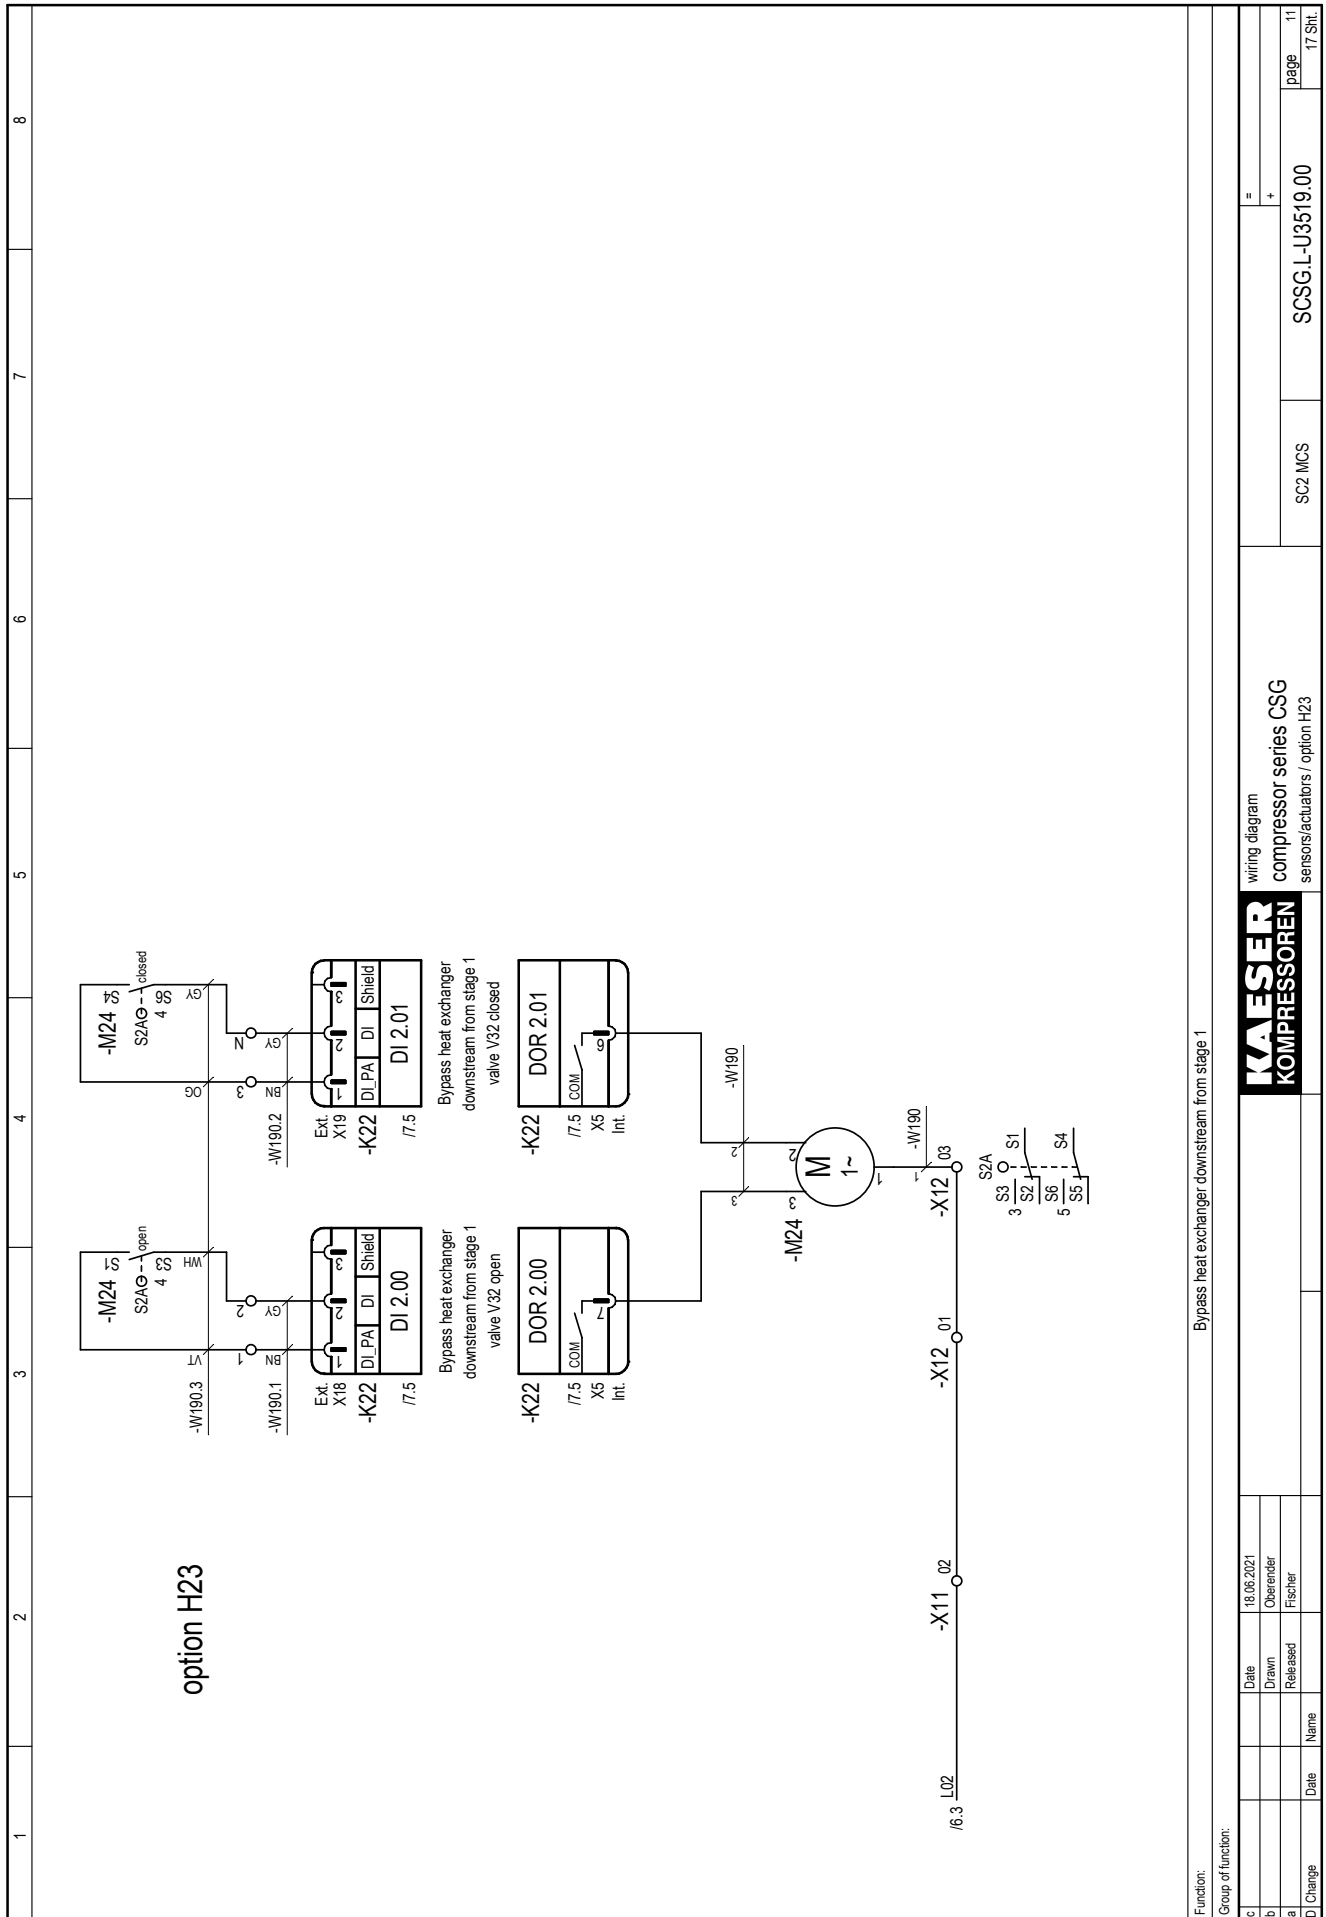 1
2
3
4
5
6
7
8
option H23
-M24
S1
S2A
open
4
S3
VT
WH
-W190.3
1
2
BN
GY
-W190.1
Ext.
X18
-K22
/7.5
1
2
3
DI_PA
DI
Shield
DI 2.00
Bypass heat exchanger
downstream from stage 1
valve V32 open
-M24
S4
S2A
closed
4
S6
OG
GY
3
N
BN
GY
-W190.2
Ext.
X19
-K22
/7.5
1
2
3
DI_PA
DI
Shield
DI 2.01
Bypass heat exchanger
downstream from stage 1
valve V32 closed
-K22
DOR 2.00
/7.5
COM
X5
7
Int.
-K22
DOR 2.01
/7.5
COM
X5
6
Int.
-W190
3
2
3
2
-M24
M
1~
1
-W190
1
/6.3 L02
-X11 02
-X12 01
-X12 03
S2A
3 S3
S2
S1
5 S6
S5
S4
Function:
Bypass heat exchanger downstream from stage 1
Group of function:
c
b
a
D Change
Date
Name
Date 18.06.2021
Drawn Oberender
Released Fischer
KAESER
KOMPRESSOREN
wiring diagram
compressor series CSG
sensors/actuators / option H23
SC2 MCS
=
+
SCSG.L-U3519.00
page 11
17 Sht.